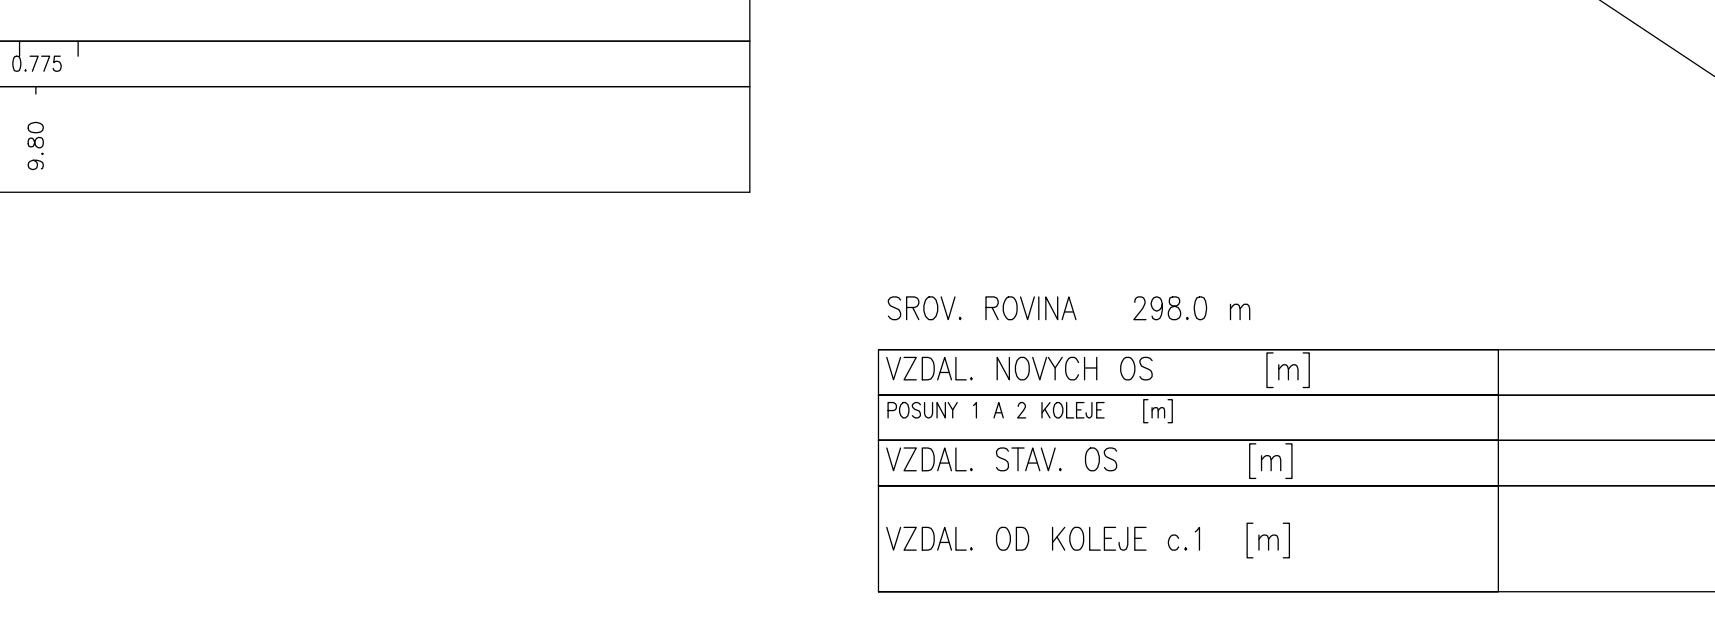 0.775
9.80
SROV. ROVINA 298.0 m
VZDAL. NOVYCH OS [m]
POSUNY 1 A 2 KOLEJE [m]
VZDAL. STAV. OS [m]
VZDAL. OD KOLEJE c.1 [m]